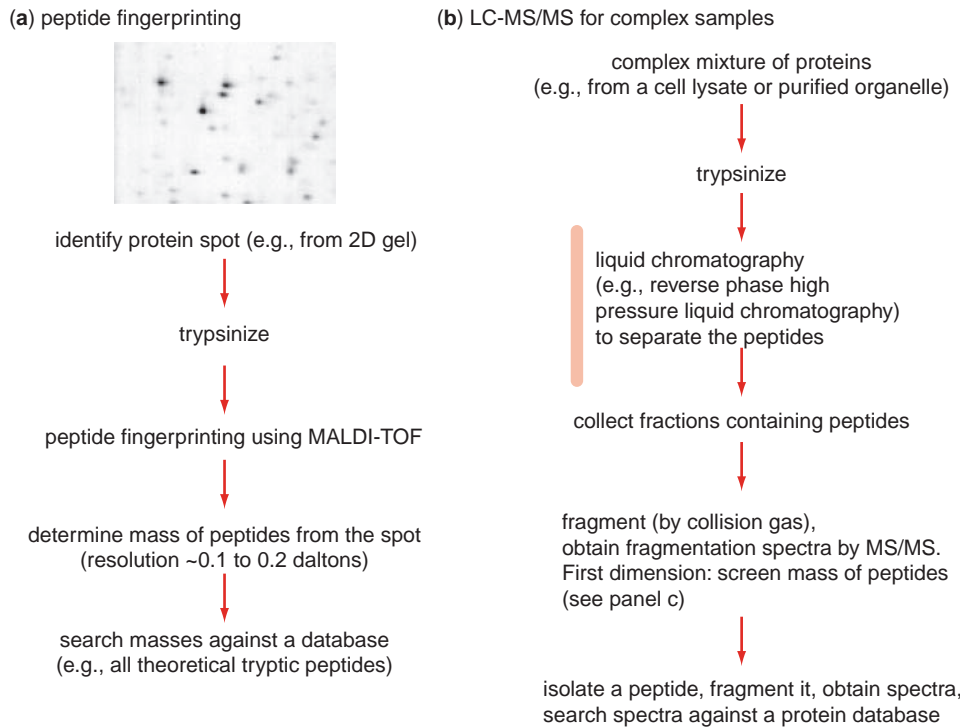 (a) peptide fingerprinting
identify protein spot (e.g., from 2D gel)
trypsinize
peptide fingerprinting using MALDI-TOF
determine mass of peptides from the spot
(resolution ~0.1 to 0.2 daltons)
search masses against a database
(e.g., all theoretical tryptic peptides)
(b) LC-MS/MS for complex samples
complex mixture of proteins
(e.g., from a cell lysate or purified organelle)
trypsinize
liquid chromatography
(e.g., reverse phase high
pressure liquid chromatography)
to separate the peptides
collect fractions containing peptides
fragment (by collision gas),
obtain fragmentation spectra by MS/MS.
First dimension: screen mass of peptides
(see panel c)
isolate a peptide, fragment it, obtain spectra,
search spectra against a protein database